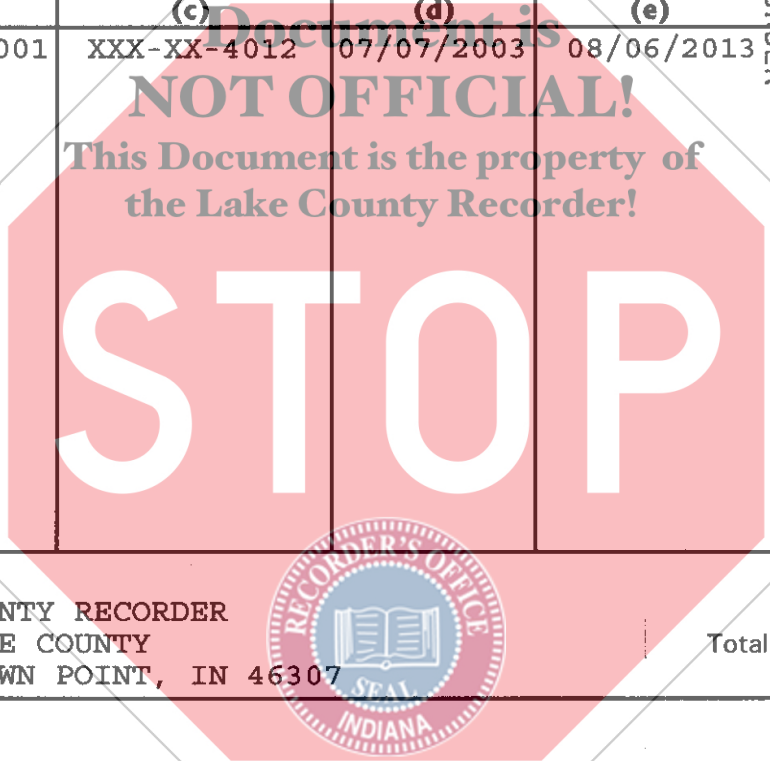 (c) (d) (e)
Document is
001 XXX-XX-4012 07/07/2003 08/06/2013
NOT OFFICIAL!
This Document is the property of
the Lake County Recorder!
STOP
NTY RECORDER
E COUNTY
Total
WN POINT, IN 46307
RECORDER'S OFFICE
SEAL
INDIANA